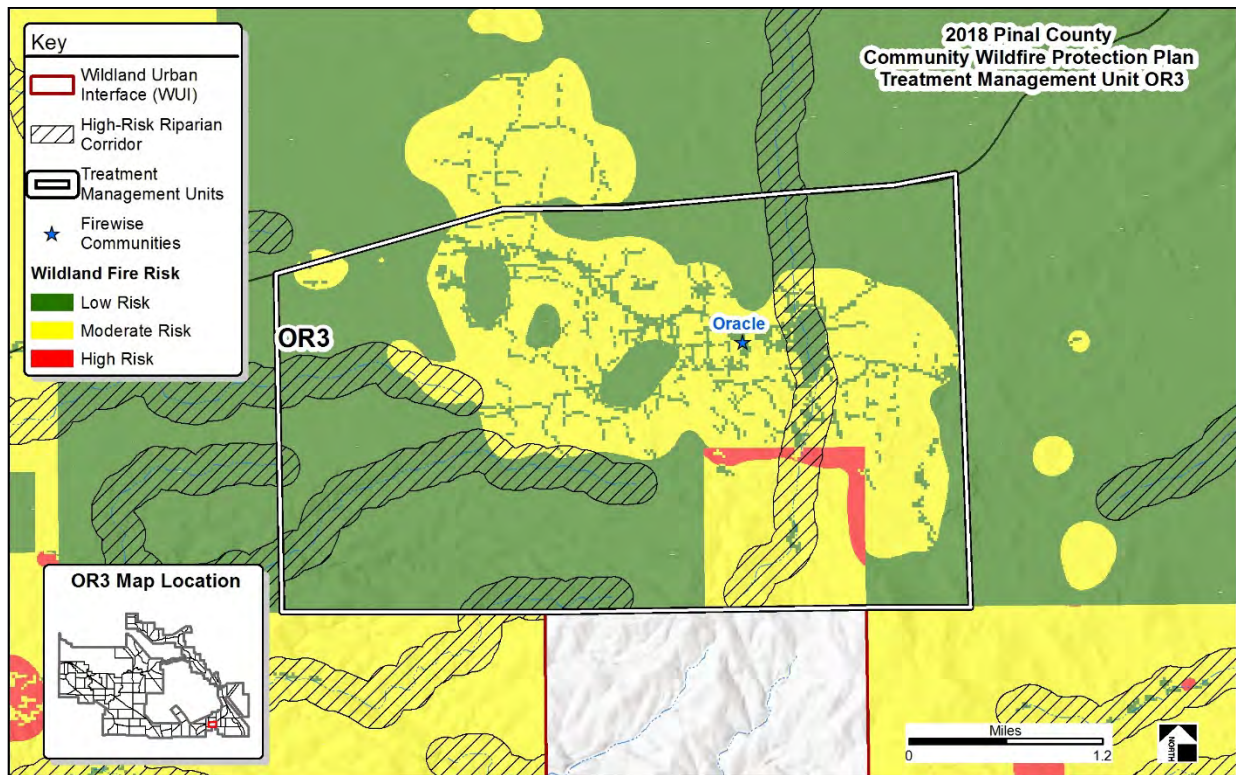 2018 Pinal County
Community Wildfire Protection Plan
Treatment Management Unit OR3
Key
Wildland Urban
Interface (WUI)
High-Risk Riparian
Corridor
Treatment
Management Units
Firewise
Communities
Wildland Fire Risk
Low Risk
Moderate Risk
High Risk
OR3
Oracle
OR3 Map Location
Miles
0
1.2
NORTH